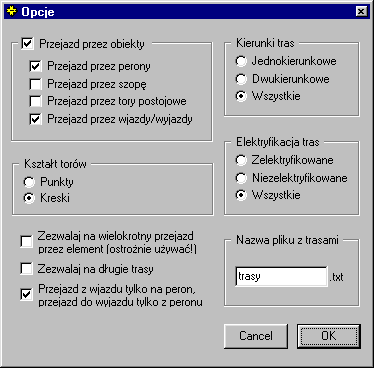 Opcje
Przejazd przez obiekty
Przejazd przez perony
Przejazd przez szopę
Przejazd przez tory postojowe
Przejazd przez wjazdy/wyjazdy
Kierunki tras
Jednokierunkowe
Dwukierunkowe
Wszystkie
Kształt torów
Punkty
Kreski
Elektryfikacja tras
Zelektryfikowane
Niezelektryfikowane
Wszystkie
Zezwalaj na wielokrotny przejazd
przez element (ostrożnie używać!)
Zezwalaj na długie trasy
Przejazd z wjazdu tylko na peron,
przejazd do wyjazdu tylko z peronu
Nazwa pliku z trasami
trasy .txt
Cancel OK